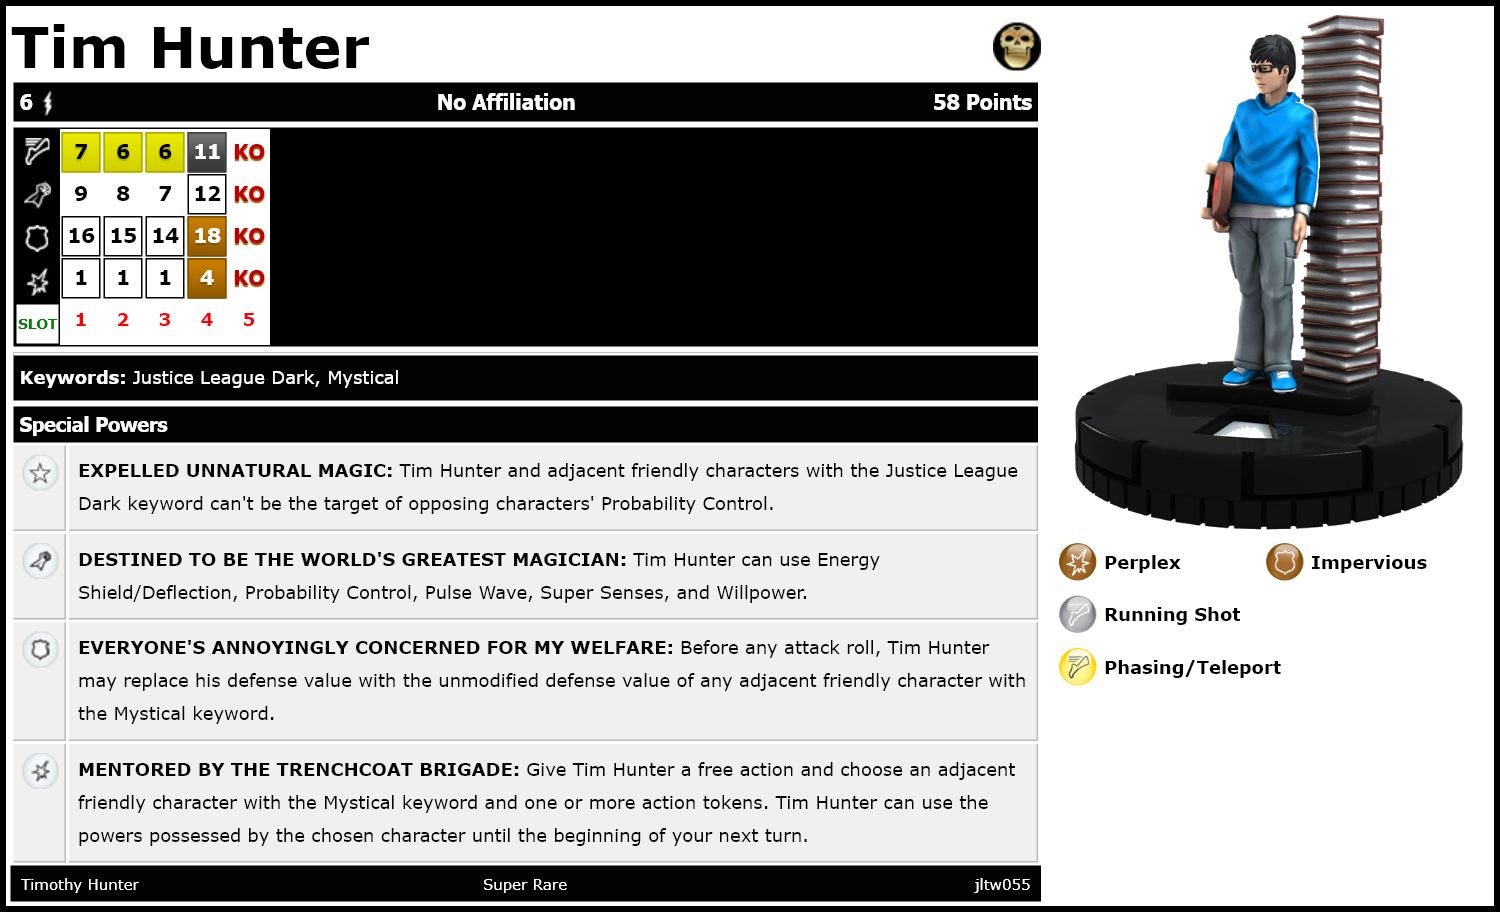 Tim Hunter
6 No Affiliation 58 Points
7 6 6 11 KO
9 8 7 12 KO
16 15 14 18 KO
1 1 1 4 KO
SLOT 1 2 3 4 5
Keywords: Justice League Dark, Mystical
Special Powers
EXPELLED UNNATURAL MAGIC: Tim Hunter and adjacent friendly characters with the Justice League
Dark keyword can't be the target of opposing characters' Probability Control.
DESTINED TO BE THE WORLD'S GREATEST MAGICIAN: Tim Hunter can use Energy
Shield/Deflection, Probability Control, Pulse Wave, Super Senses, and Willpower.
EVERYONE'S ANNOYINGLY CONCERNED FOR MY WELFARE: Before any attack roll, Tim Hunter
may replace his defense value with the unmodified defense value of any adjacent friendly character with
the Mystical keyword.
MENTORED BY THE TRENCHCOAT BRIGADE: Give Tim Hunter a free action and choose an adjacent
friendly character with the Mystical keyword and one or more action tokens. Tim Hunter can use the
powers possessed by the chosen character until the beginning of your next turn.
Timothy Hunter Super Rare jltw055
Perplex Impervious
Running Shot
Phasing/Teleport